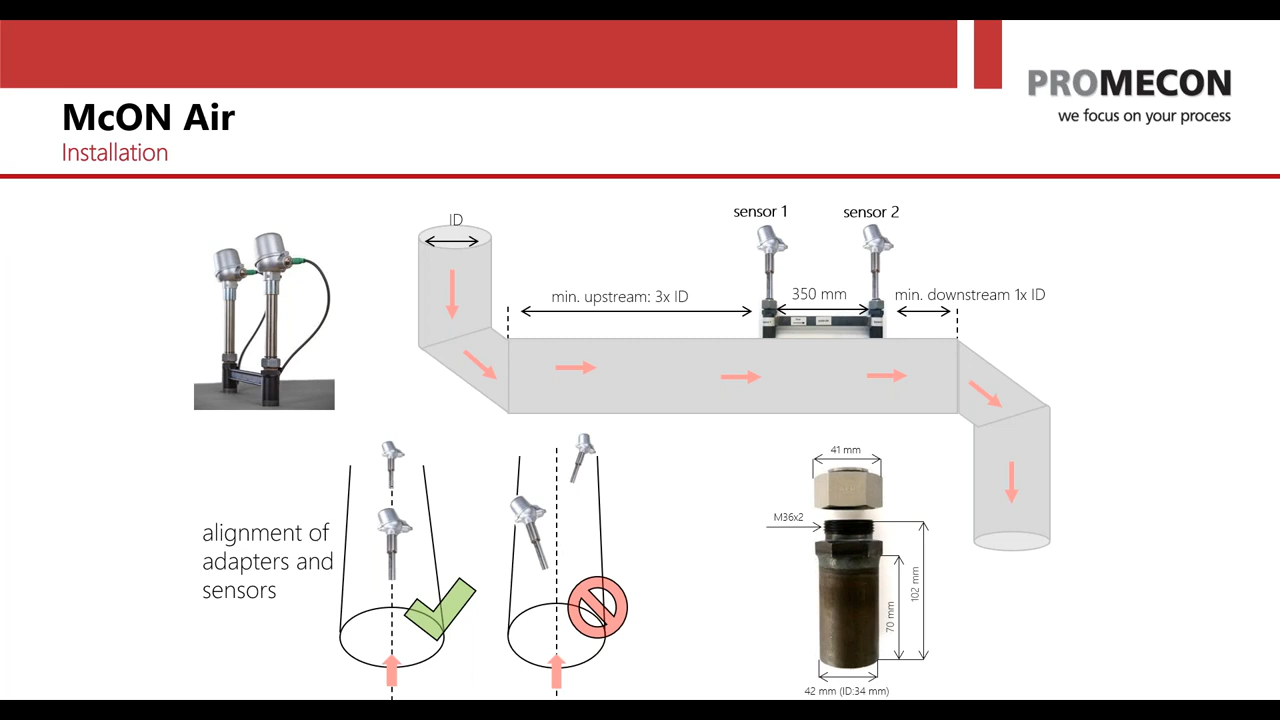 PROMECON
we focus on your process
McON Air
Installation
ID
sensor 1
sensor 2
min. upstream: 3x ID
350 mm
min. downstream 1x ID
alignment of
adapters and
sensors
41 mm
M36x2
102 mm
70 mm
42 mm (ID:34 mm)